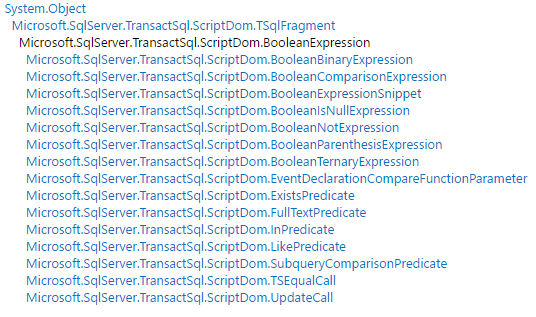 System.Object
Microsoft.SqlServer.TransactSql.ScriptDom.TSqlFragment
Microsoft.SqlServer.TransactSql.ScriptDom.BooleanExpression
Microsoft.SqlServer.TransactSql.ScriptDom.BooleanBinaryExpression
Microsoft.SqlServer.TransactSql.ScriptDom.BooleanComparisonExpression
Microsoft.SqlServer.TransactSql.ScriptDom.BooleanExpressionSnippet
Microsoft.SqlServer.TransactSql.ScriptDom.BooleanIsNullExpression
Microsoft.SqlServer.TransactSql.ScriptDom.BooleanNotExpression
Microsoft.SqlServer.TransactSql.ScriptDom.BooleanParenthesisExpression
Microsoft.SqlServer.TransactSql.ScriptDom.BooleanTernaryExpression
Microsoft.SqlServer.TransactSql.ScriptDom.EventDeclarationCompareFunctionParameter
Microsoft.SqlServer.TransactSql.ScriptDom.ExistsPredicate
Microsoft.SqlServer.TransactSql.ScriptDom.FullTextPredicate
Microsoft.SqlServer.TransactSql.ScriptDom.InPredicate
Microsoft.SqlServer.TransactSql.ScriptDom.LikePredicate
Microsoft.SqlServer.TransactSql.ScriptDom.SubqueryComparisonPredicate
Microsoft.SqlServer.TransactSql.ScriptDom.TSEqualCall
Microsoft.SqlServer.TransactSql.ScriptDom.UpdateCall